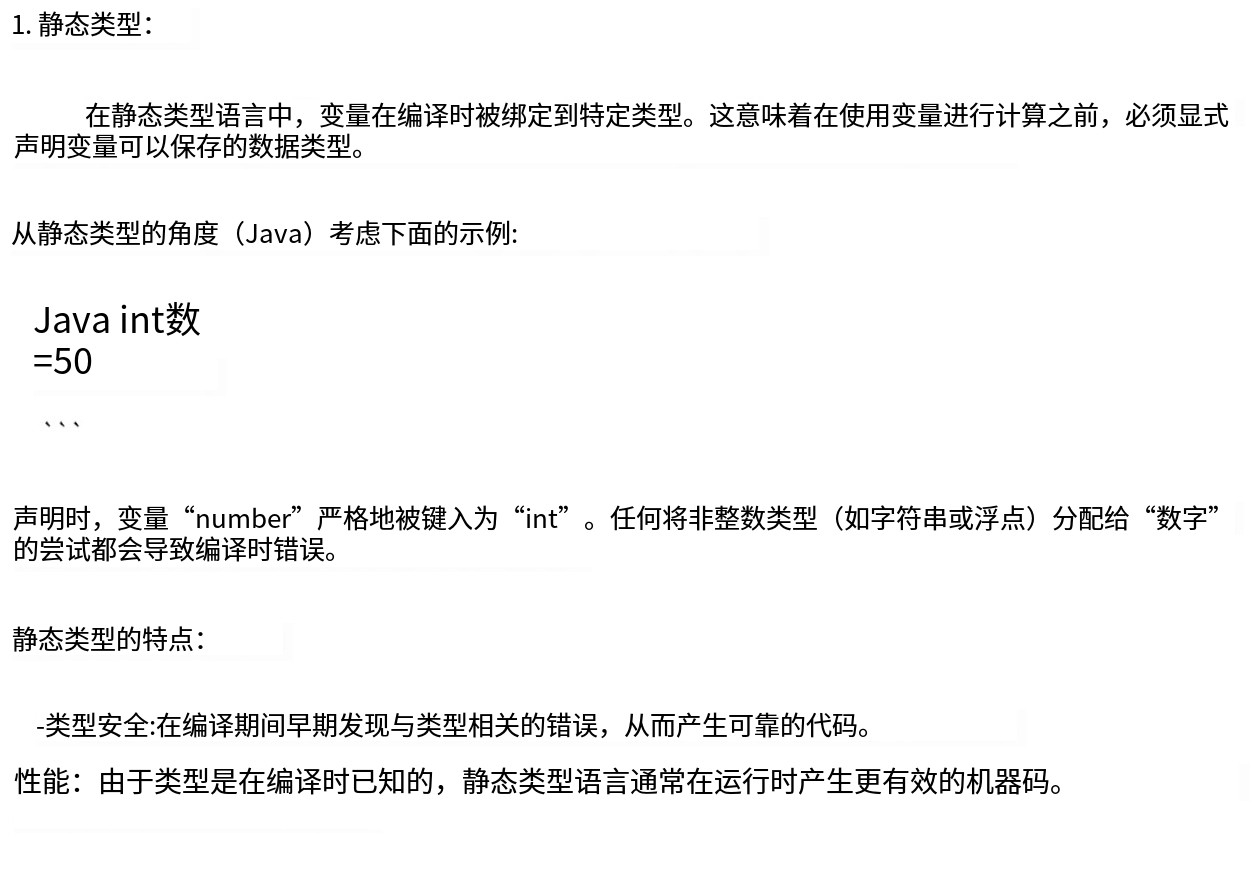 1. 静态类型：
在静态类型语言中，变量在编译时被绑定到特定类型。这意味着在使用变量进行计算之前，必须显式
声明变量可以保存的数据类型。
从静态类型的角度（Java）考虑下面的示例:
Java int数
=50
```
声明时，变量“number”严格地被键入为“int”。任何将非整数类型（如字符串或浮点）分配给“数字”
的尝试都会导致编译时错误。
静态类型的特点：
-类型安全:在编译期间早期发现与类型相关的错误，从而产生可靠的代码。
性能：由于类型是在编译时已知的，静态类型语言通常在运行时产生更有效的机器码。